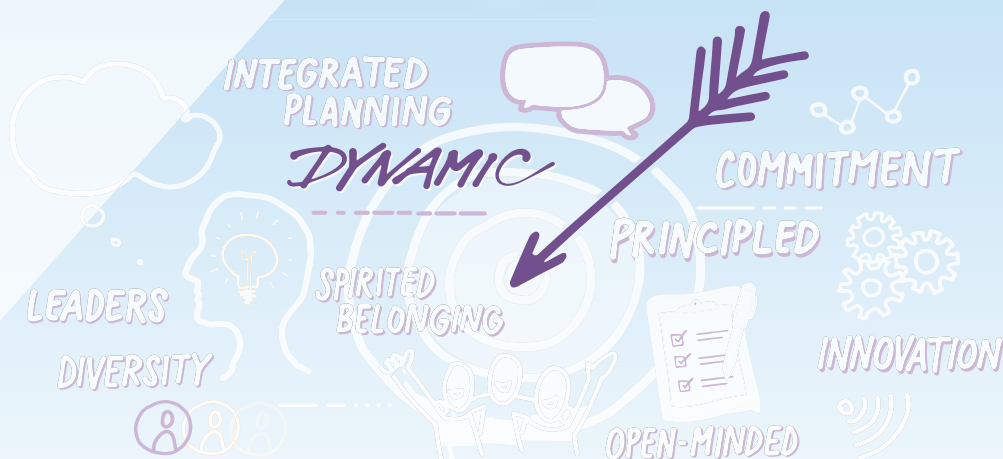 INTEGRATED
PLANNING
DYNAMIC
COMMITMENT
PRINCIPLED
SPIRITED
BELONGING
LEADERS
DIVERSITY
INNOVATION
OPEN-MINDED